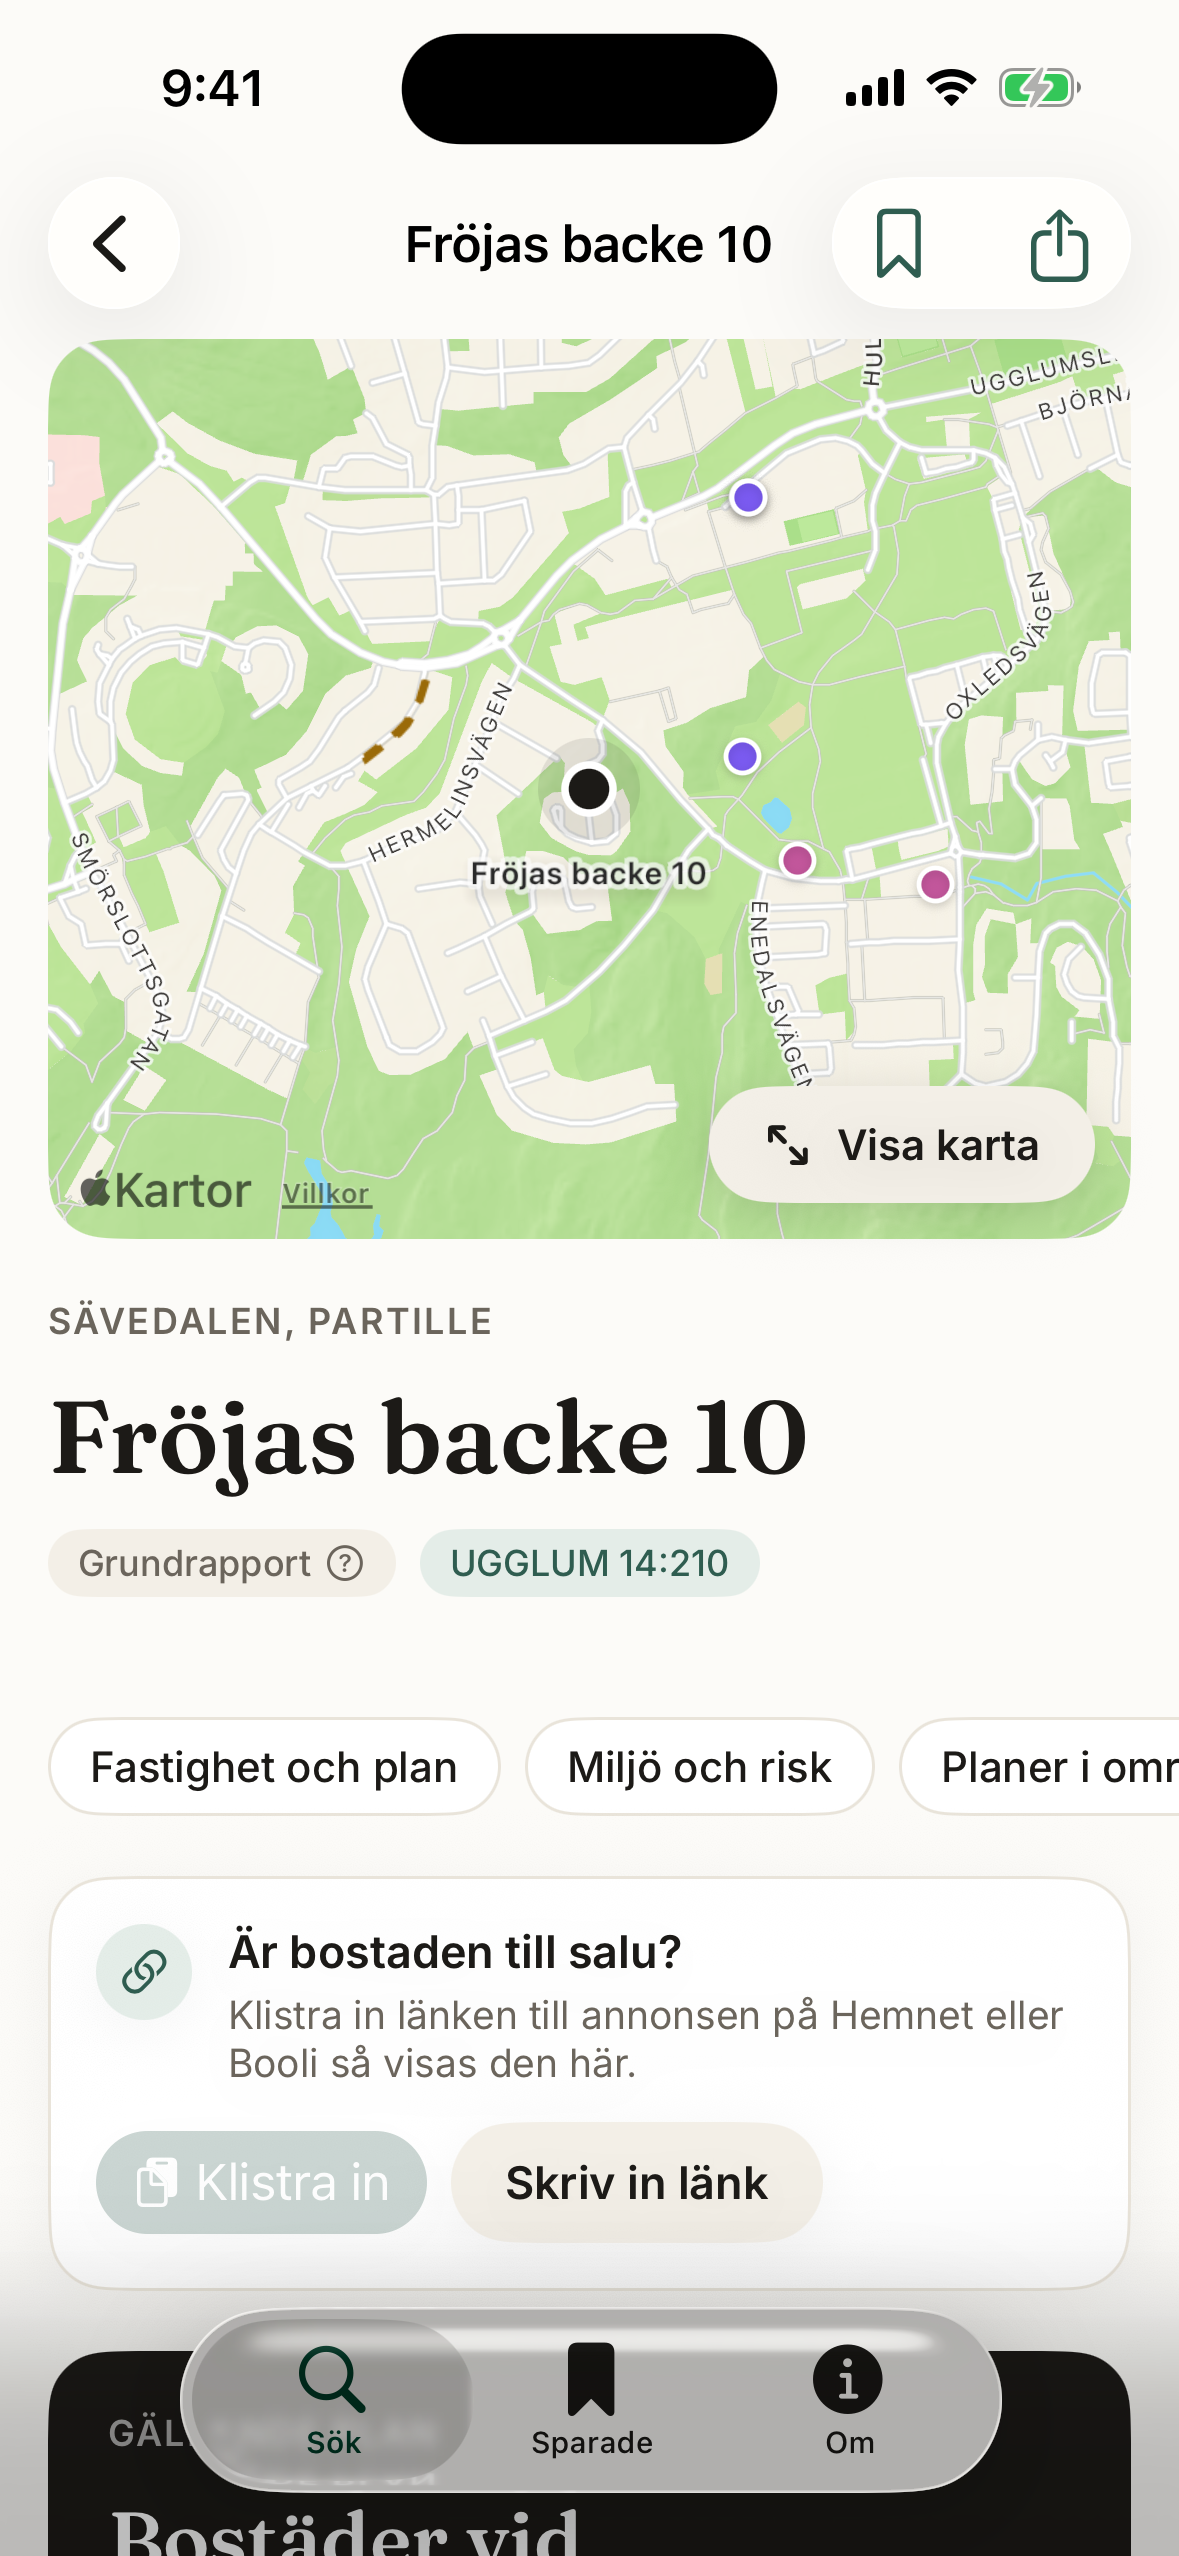 9:41
Fröjas backe 10
HUL
UGGLUMSL
BJÖRNA
OXLEDSVÄGEN
HERMELINSVÄGEN
Fröjas backe 10
SMÖRSLOTTSGATAN
ENEDALSVÄGEN
Visa karta
Kartor Villkor
SÄVEDALEN, PARTILLE
Fröjas backe 10
Grundrapport ?
UGGLUM 14:210
Fastighet och plan
Miljö och risk
Planer i omr
Är bostaden till salu?
Klistra in länken till annonsen på Hemnet eller
Booli så visas den här.
Klistra in
Skriv in länk
GÄL
Sök
Sparade
Om
Bostäder vid